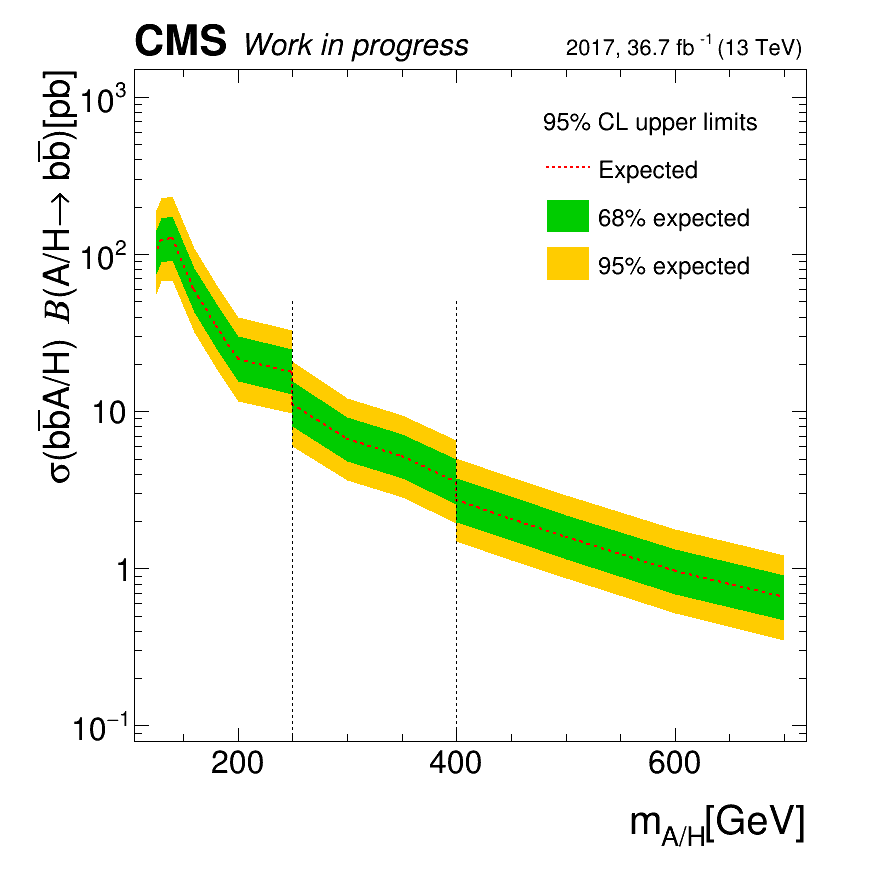 CMS Work in progress 2017, 36.7 fb⁻¹ (13 TeV)
σ(bb̅A/H) B(A/H→ bb̅)[pb]
95% CL upper limits
Expected
68% expected
95% expected
10³
10²
10
1
10⁻¹
200 400 600
m_A/H[GeV]